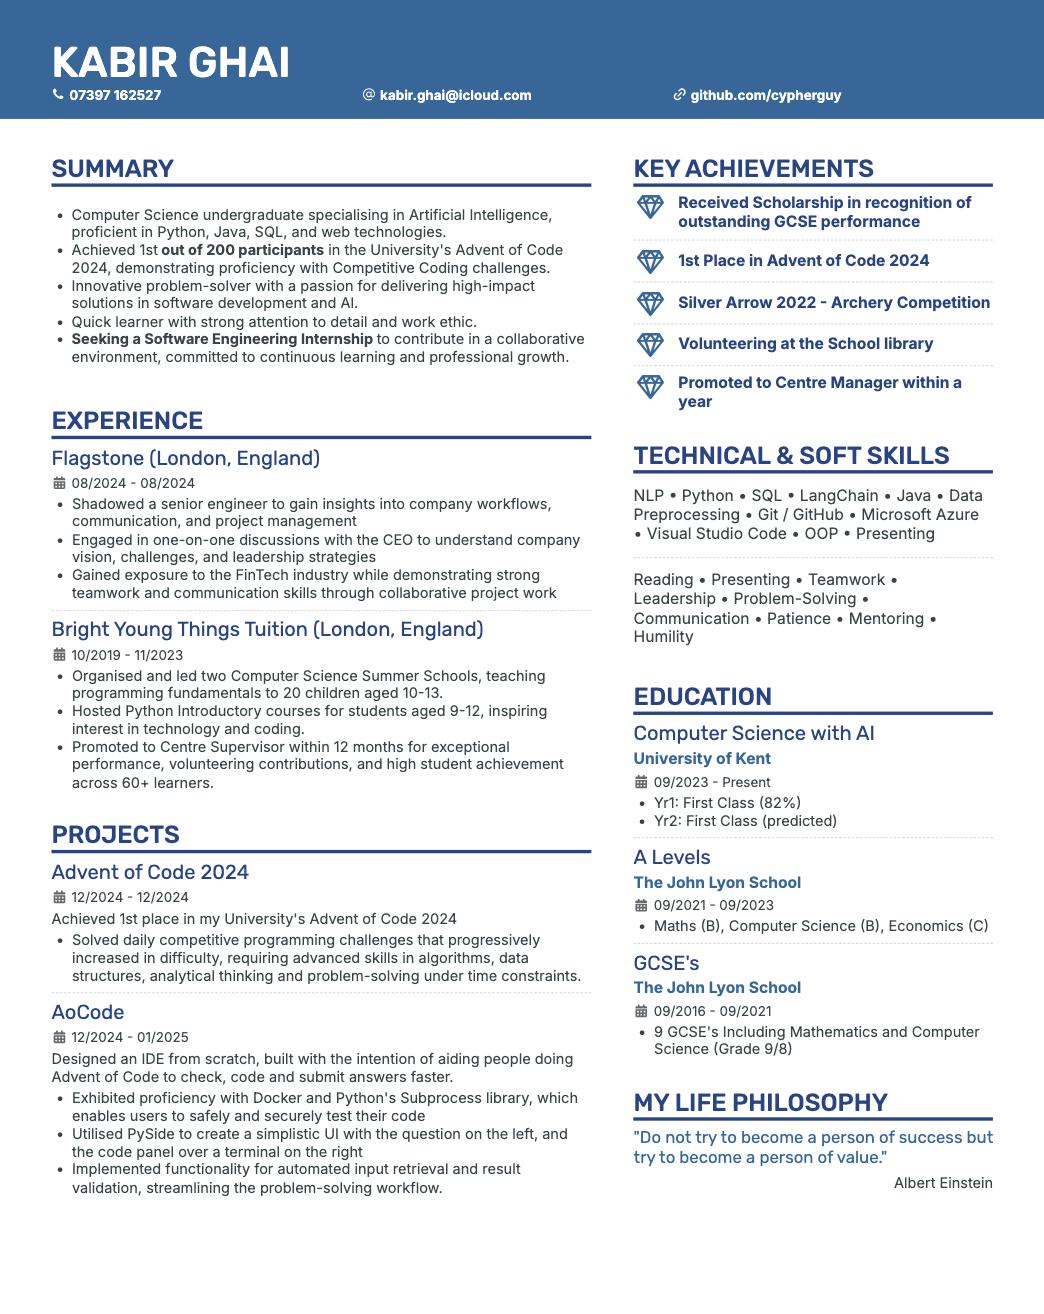 KABIR GHAI
07397 162527
@ kabir.ghai@icloud.com
github.com/cypherguy
SUMMARY
• Computer Science undergraduate specialising in Artificial Intelligence,
proficient in Python, Java, SQL, and web technologies.
• Achieved 1st out of 200 participants in the University's Advent of Code
2024, demonstrating proficiency with Competitive Coding challenges.
• Innovative problem-solver with a passion for delivering high-impact
solutions in software development and AI.
• Quick learner with strong attention to detail and work ethic.
• Seeking a Software Engineering Internship to contribute in a collaborative
environment, committed to continuous learning and professional growth.
EXPERIENCE
Flagstone (London, England)
08/2024 - 08/2024
• Shadowed a senior engineer to gain insights into company workflows,
communication, and project management
• Engaged in one-on-one discussions with the CEO to understand company
vision, challenges, and leadership strategies
• Gained exposure to the FinTech industry while demonstrating strong
teamwork and communication skills through collaborative project work
Bright Young Things Tuition (London, England)
10/2019 - 11/2023
• Organised and led two Computer Science Summer Schools, teaching
programming fundamentals to 20 children aged 10-13.
• Hosted Python Introductory courses for students aged 9-12, inspiring
interest in technology and coding.
• Promoted to Centre Supervisor within 12 months for exceptional
performance, volunteering contributions, and high student achievement
across 60+ learners.
PROJECTS
Advent of Code 2024
12/2024 - 12/2024
Achieved 1st place in my University's Advent of Code 2024
• Solved daily competitive programming challenges that progressively
increased in difficulty, requiring advanced skills in algorithms, data
structures, analytical thinking and problem-solving under time constraints.
AoCode
12/2024 - 01/2025
Designed an IDE from scratch, built with the intention of aiding people doing
Advent of Code to check, code and submit answers faster.
• Exhibited proficiency with Docker and Python's Subprocess library, which
enables users to safely and securely test their code
• Utilised PySide to create a simplistic UI with the question on the left, and
the code panel over a terminal on the right
• Implemented functionality for automated input retrieval and result
validation, streamlining the problem-solving workflow.
KEY ACHIEVEMENTS
Received Scholarship in recognition of
outstanding GCSE performance
1st Place in Advent of Code 2024
Silver Arrow 2022 - Archery Competition
Volunteering at the School library
Promoted to Centre Manager within a
year
TECHNICAL & SOFT SKILLS
NLP • Python • SQL • LangChain • Java • Data
Preprocessing • Git / GitHub • Microsoft Azure
• Visual Studio Code • OOP • Presenting
Reading • Presenting • Teamwork •
Leadership • Problem-Solving •
Communication • Patience • Mentoring •
Humility
EDUCATION
Computer Science with AI
University of Kent
09/2023 - Present
• Yr1: First Class (82%)
• Yr2: First Class (predicted)
A Levels
The John Lyon School
09/2021 - 09/2023
• Maths (B), Computer Science (B), Economics (C)
GCSE's
The John Lyon School
09/2016 - 09/2021
• 9 GCSE's Including Mathematics and Computer
Science (Grade 9/8)
MY LIFE PHILOSOPHY
"Do not try to become a person of success but
try to become a person of value."
Albert Einstein